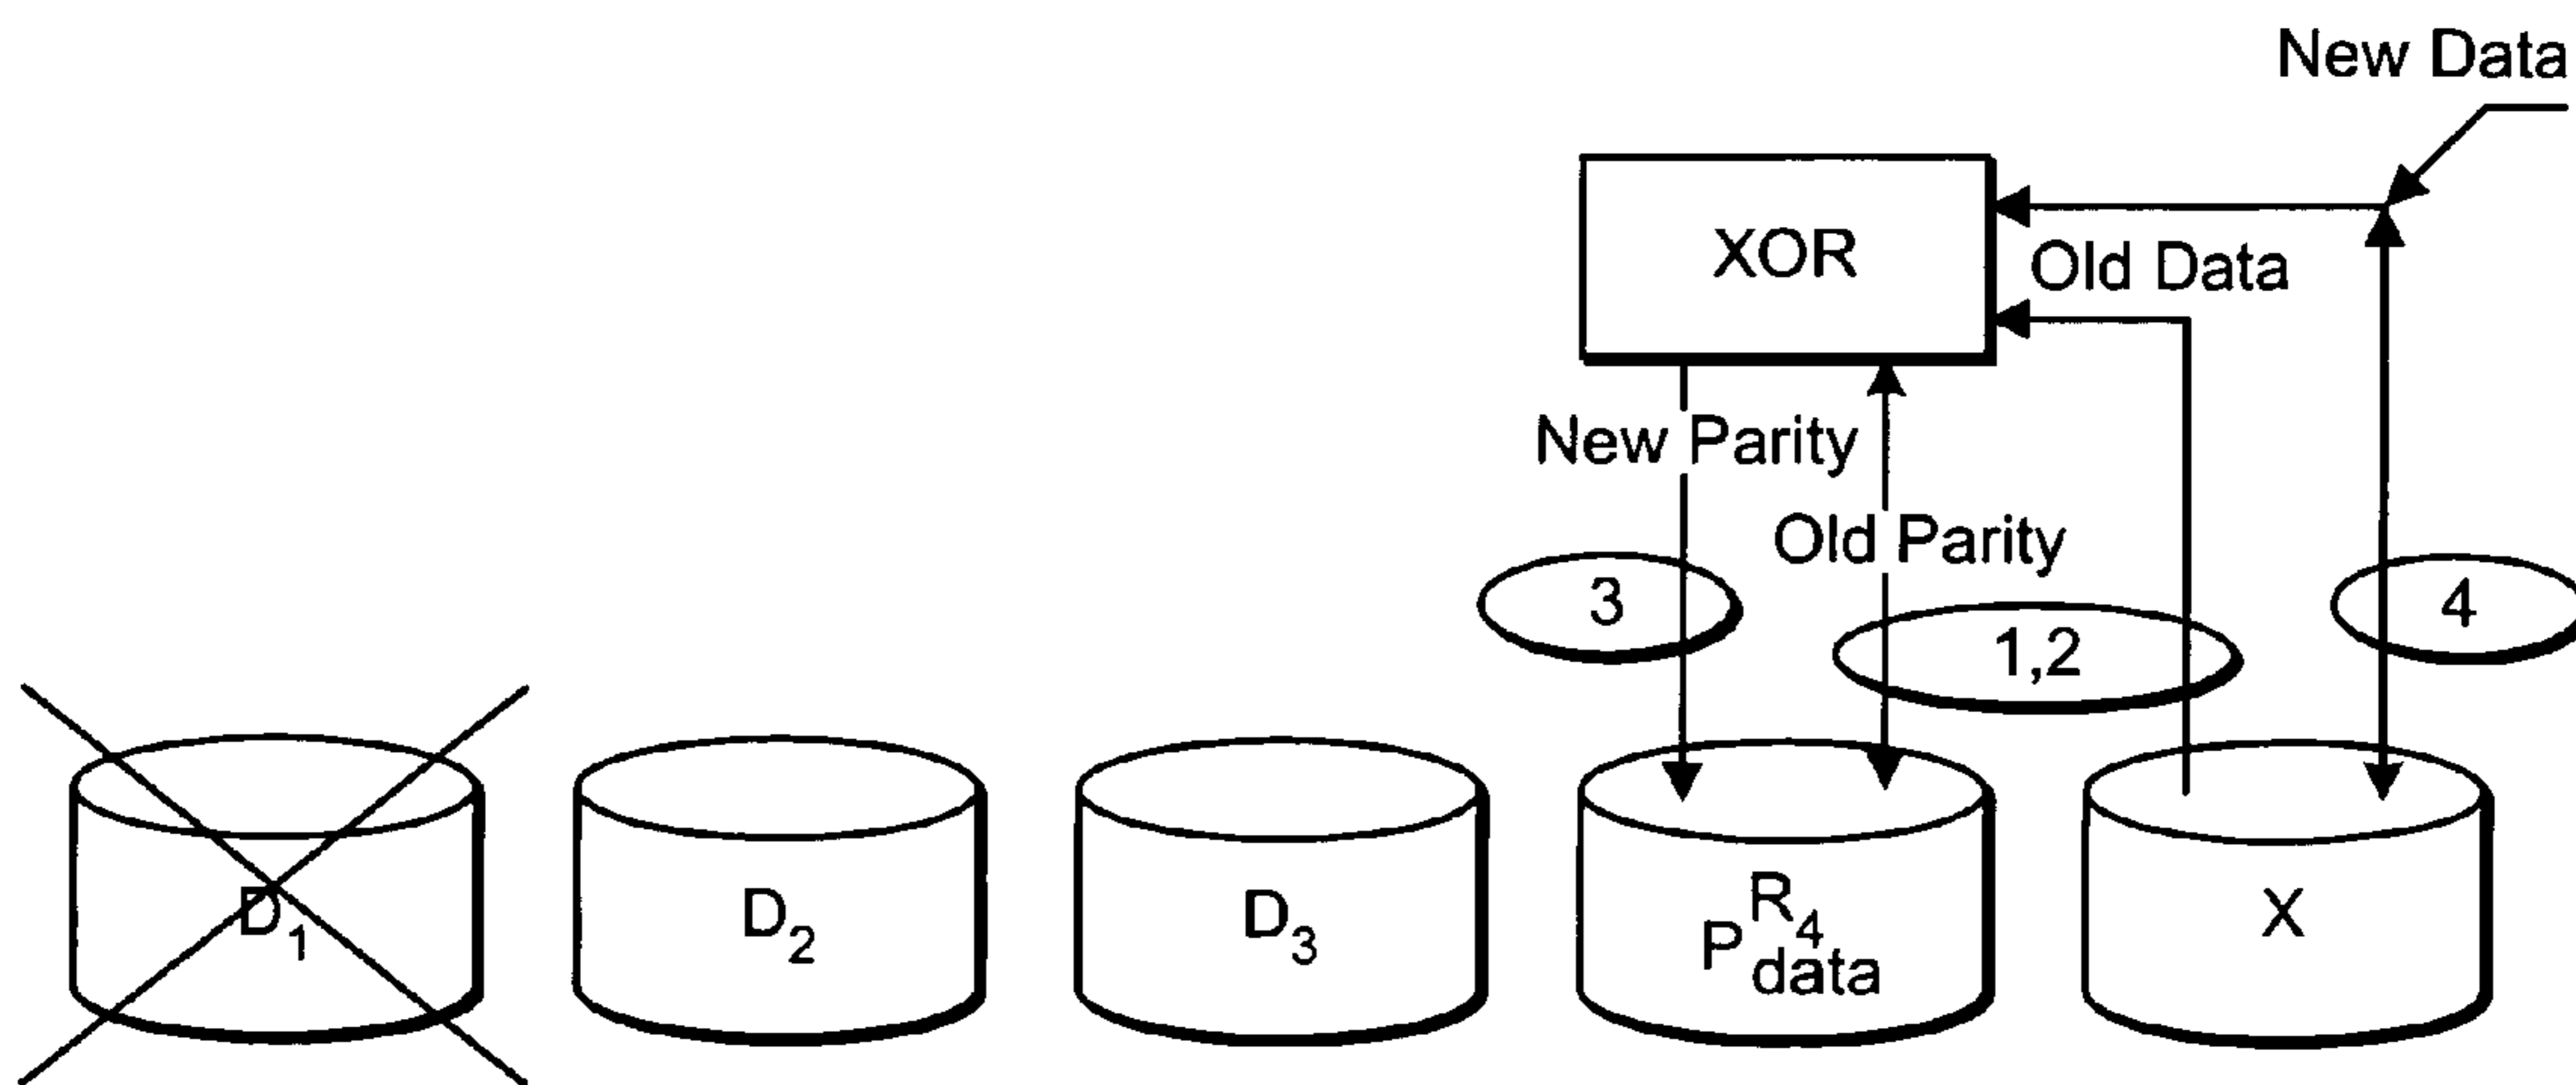 New Data
XOR
Old Data
New Parity
Old Parity
3
1,2
4
D1
D2
D3
R4
Pdata
X